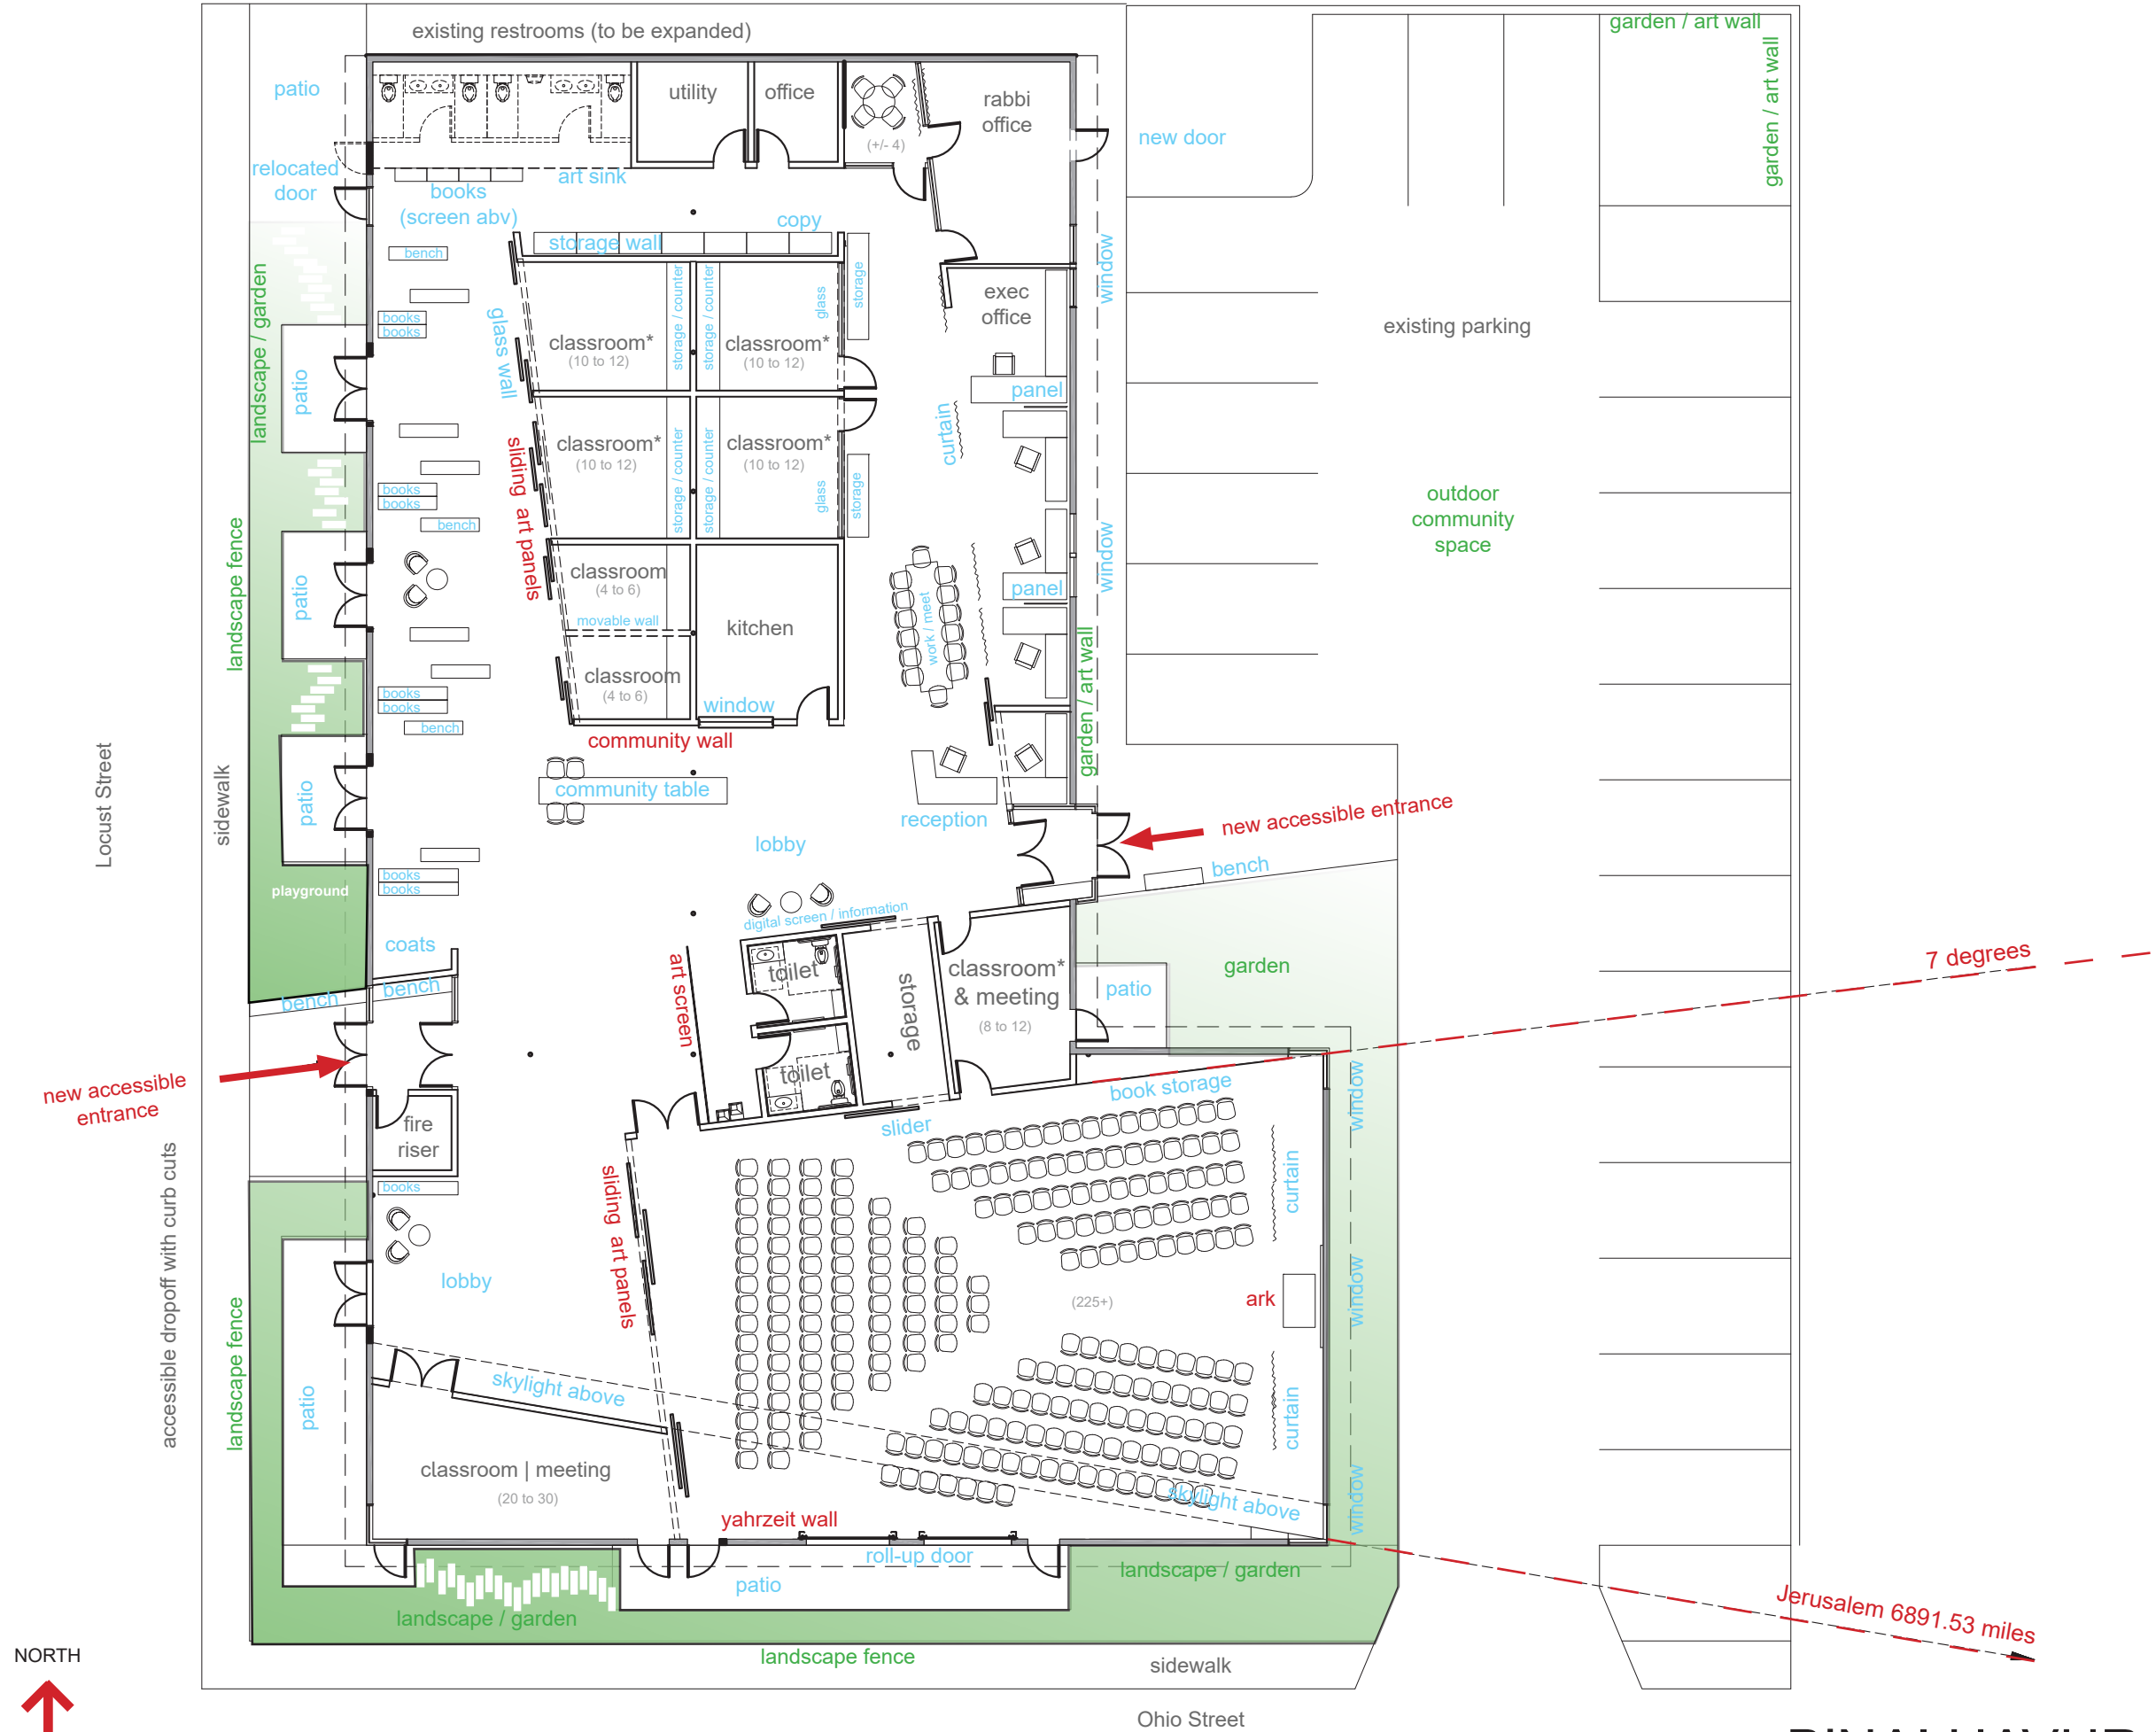 existing restrooms (to be expanded)
garden / art wall
garden / art wall
patio
utility
office
(+/- 4)
rabbi
office
new door
relocated
door
books
(screen abv)
art sink
copy
storage wall
bench
landscape / garden
books
books
glass wall
classroom*
(10 to 12)
storage / counter
storage / counter
classroom*
(10 to 12)
glass
storage
exec
office
window
existing parking
patio
panel
curtain
sliding art panels
classroom*
(10 to 12)
storage / counter
storage / counter
classroom*
(10 to 12)
glass
storage
books
books
bench
outdoor
community
space
landscape fence
patio
classroom
(4 to 6)
movable wall
classroom
(4 to 6)
kitchen
window
work / meet
panel
window
garden / art wall
books
books
bench
community wall
community table
Locust Street
sidewalk
patio
reception
lobby
new accessible entrance
bench
playground
books
books
digital screen / information
coats
bench
bench
art screen
toilet
toilet
storage
classroom*
& meeting
(8 to 12)
patio
garden
7 degrees
new accessible
entrance
fire
riser
book storage
slider
window
books
accessible dropoff with curb cuts
sliding art panels
curtain
lobby
(225+)
ark
window
landscape fence
patio
skylight above
curtain
classroom | meeting
(20 to 30)
skylight above
window
yahrzeit wall
roll-up door
patio
landscape / garden
landscape / garden
Jerusalem 6891.53 miles
landscape fence
sidewalk
NORTH
Ohio Street